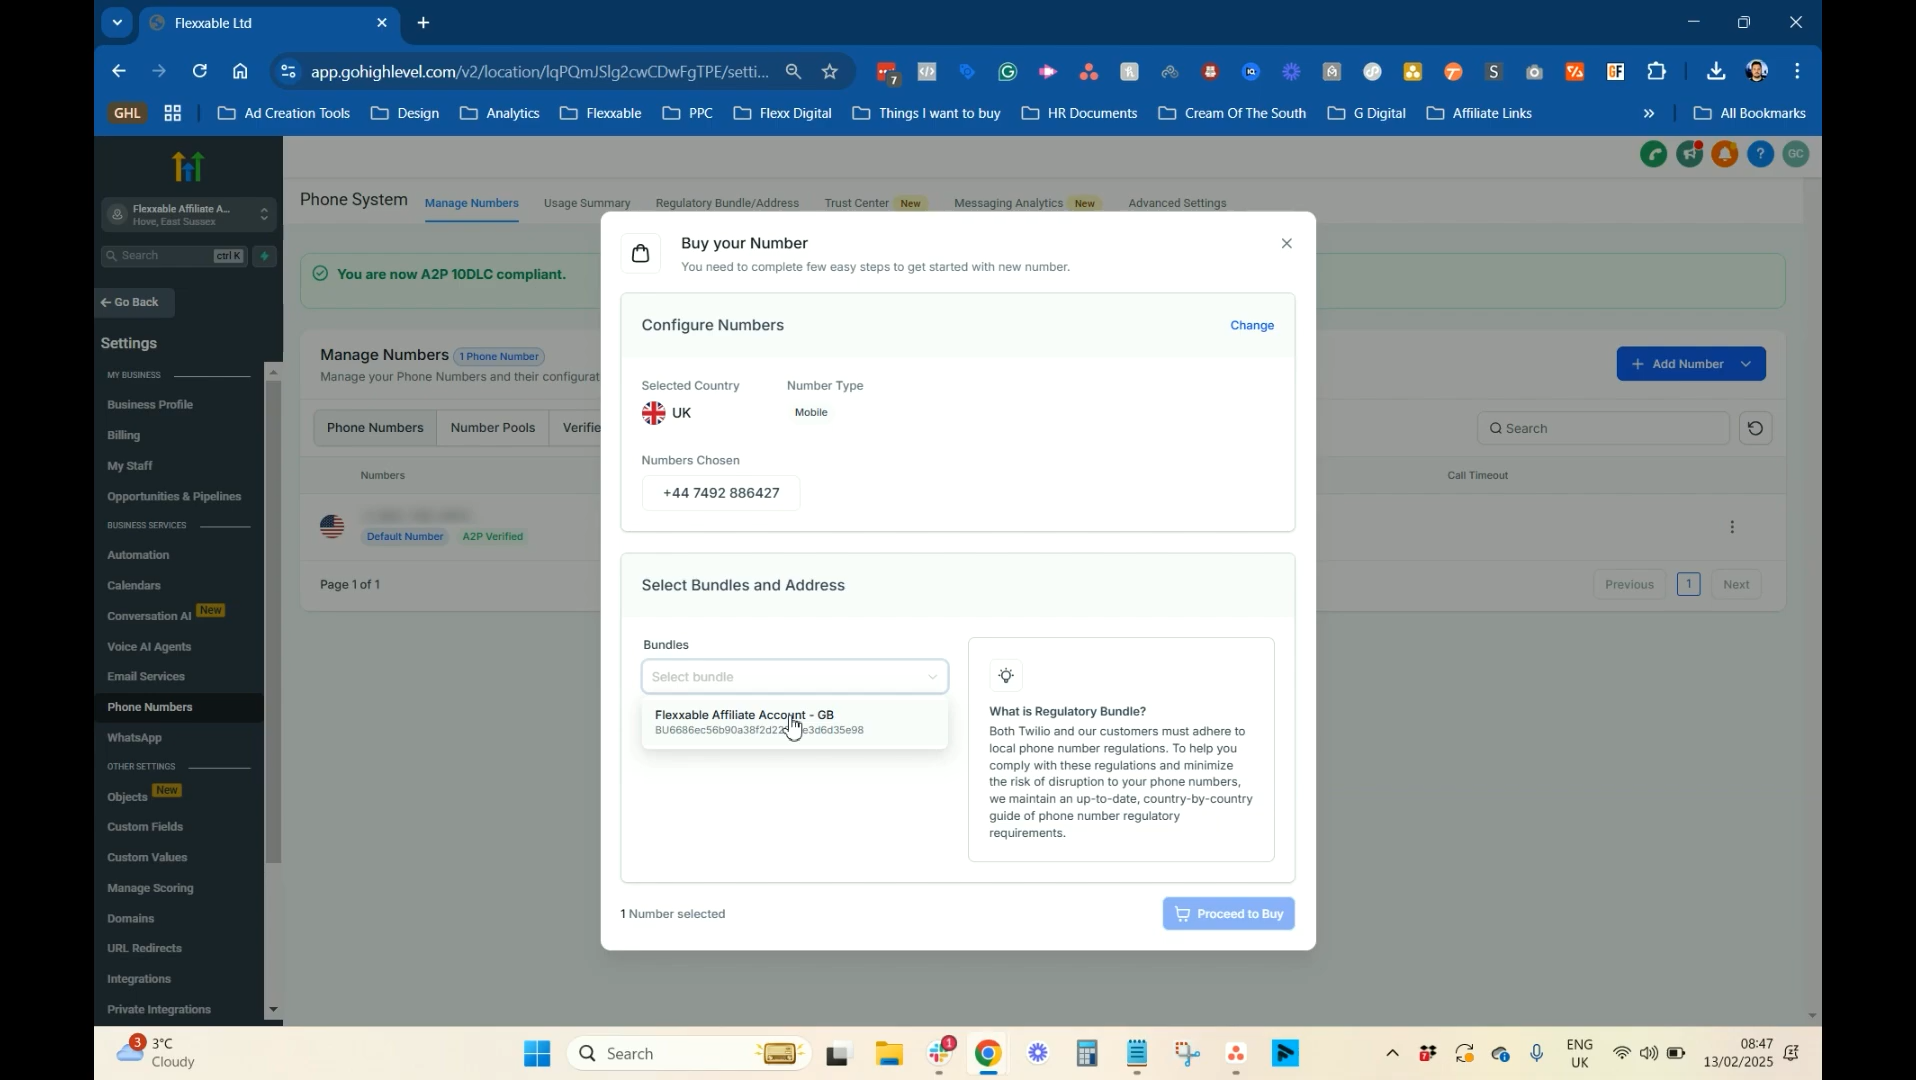 Flexxable Ltd
app.gohighlevel.com/v2/location/lqPQmJSlg2cwCDwFgTPE/setti...
7
GHL
Ad Creation Tools
Design
Analytics
Flexxable
PPC
Flexx Digital
Things I want to buy
HR Documents
Cream Of The South
G Digital
Affiliate Links
All Bookmarks
GC
Flexxable Affiliate A...
Hove, East Sussex
Search
ctrl K
Go Back
Settings
MY BUSINESS
Business Profile
Billing
My Staff
Opportunities & Pipelines
BUSINESS SERVICES
Automation
Calendars
Conversation AI New
Voice AI Agents
Email Services
Phone Numbers
WhatsApp
OTHER SETTINGS
Objects New
Custom Fields
Custom Values
Manage Scoring
Domains
URL Redirects
Integrations
Private Integrations
Phone System
Manage Numbers
Usage Summary
Regulatory Bundle/Address
Trust Center New
Messaging Analytics New
Advanced Settings
You are now A2P 10DLC compliant.
Manage Numbers 1 Phone Number
Manage your Phone Numbers and their configurat
+ Add Number
Phone Numbers
Number Pools
Verifie
Search
Numbers
Call Timeout
Default Number
A2P Verified
Page 1 of 1
Previous
1
Next
Buy your Number
You need to complete few easy steps to get started with new number.
Configure Numbers
Change
Selected Country
Number Type
UK
Mobile
Numbers Chosen
+44 7492 886427
Select Bundles and Address
Bundles
Select bundle
Flexxable Affiliate Account - GB
What is Regulatory Bundle?
Both Twilio and our customers must adhere to
local phone number regulations. To help you
comply with these regulations and minimize
the risk of disruption to your phone numbers,
we maintain an up-to-date, country-by-country
guide of phone number regulatory
requirements.
1 Number selected
Proceed to Buy
3
3°C
Cloudy
Search
1
ENG
UK
08:47
13/02/2025